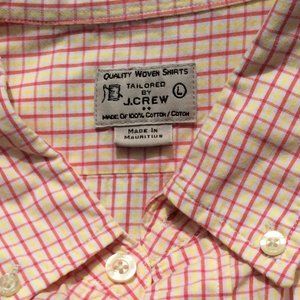 QUALITY WOVEN SHIRTS
TAILORED
BY
J.CREW
L
MADE OF 100% COTTON / COTON
MADE IN
MAURITIUS